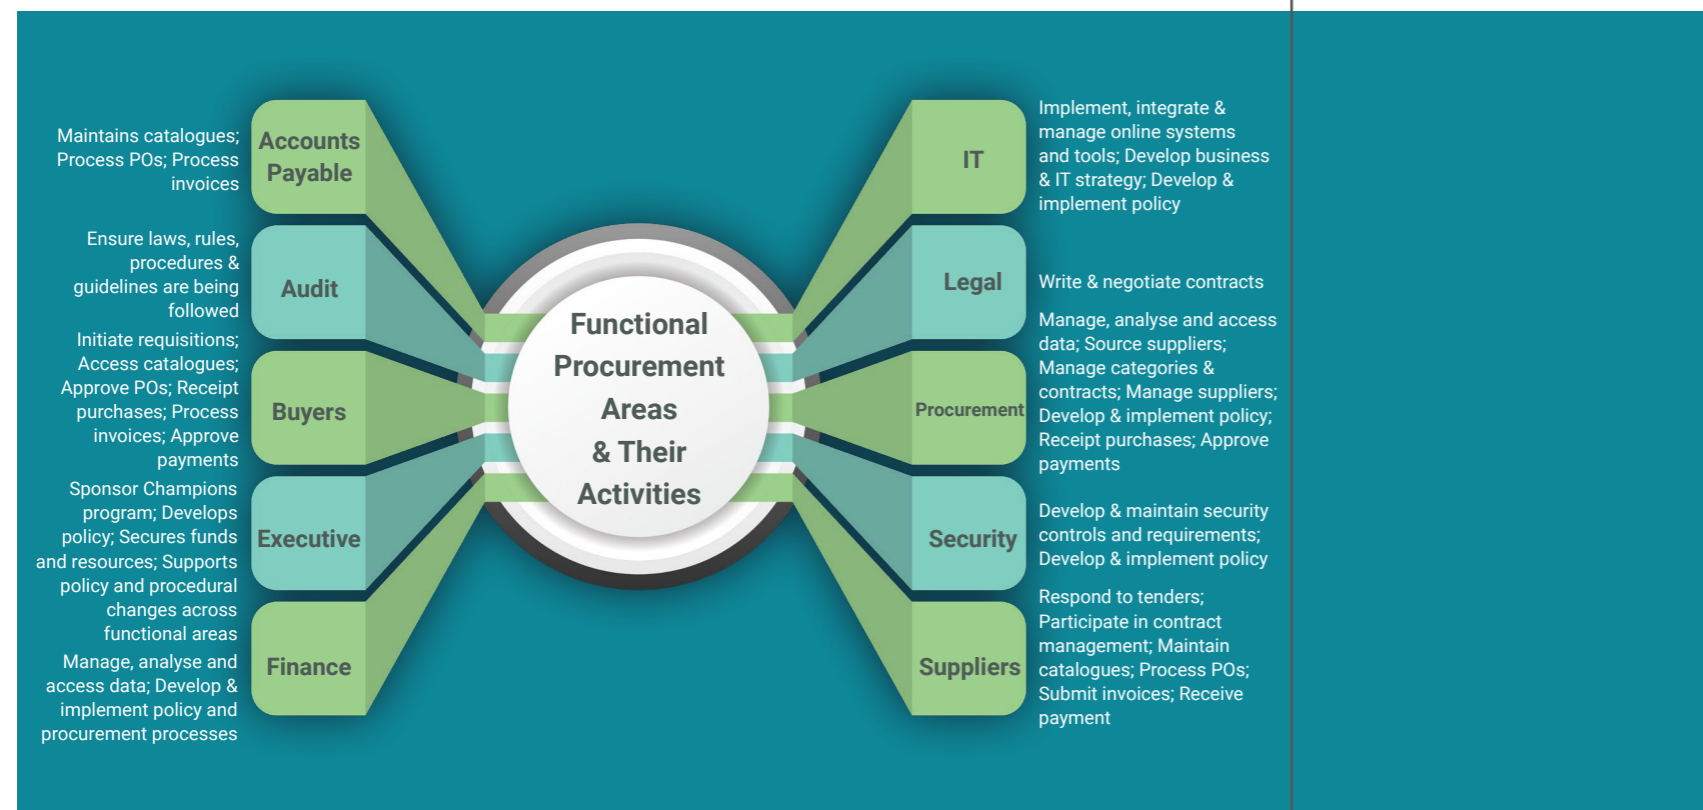 Functional
Procurement
Areas
& Their
Activities
Accounts
Payable
Maintains catalogues;
Process POs; Process
invoices
Audit
Ensure laws, rules,
procedures &
guidelines are being
followed
Buyers
Initiate requisitions;
Access catalogues;
Approve POs; Receipt
purchases; Process
invoices; Approve
payments
Executive
Sponsor Champions
program; Develops
policy; Secures funds
and resources; Supports
policy and procedural
changes across
functional areas
Finance
Manage, analyse and
access data; Develop &
implement policy and
procurement processes
IT
Implement, integrate &
manage online systems
and tools; Develop business
& IT strategy; Develop &
implement policy
Legal
Write & negotiate contracts
Procurement
Manage, analyse and access
data; Source suppliers;
Manage categories &
contracts; Manage suppliers;
Develop & implement policy;
Receipt purchases; Approve
payments
Security
Develop & maintain security
controls and requirements;
Develop & implement policy
Suppliers
Respond to tenders;
Participate in contract
management; Maintain
catalogues; Process POs;
Submit invoices; Receive
payment